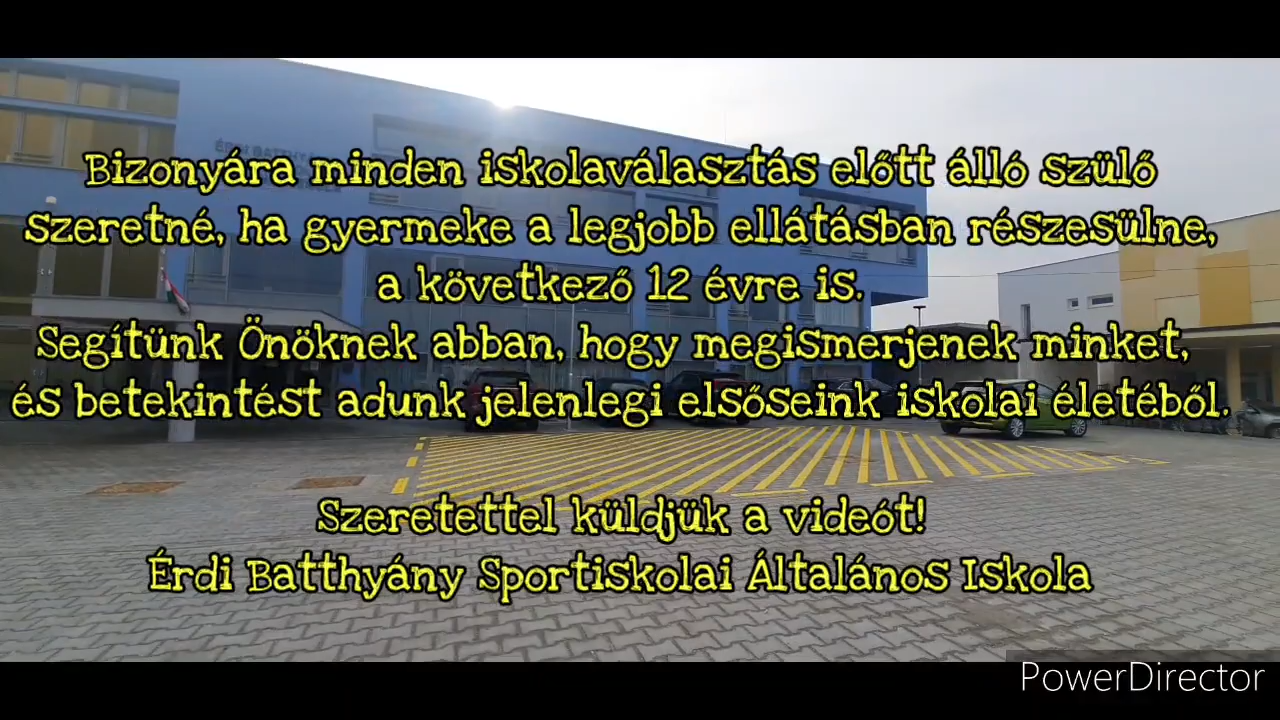 Bizonyára minden iskolaválasztás előtt álló szülő
szeretné, ha gyermeke a legjobb ellátásban részesülne,
a következő 12 évre is.
Segítünk Önöknek abban, hogy megismerjenek minket,
és betekintést adunk jelenlegi elsőseink iskolai életéből.
Szeretettel küldjük a videót!
Érdi Batthyány Sportiskolai Általános Iskola
PowerDirector